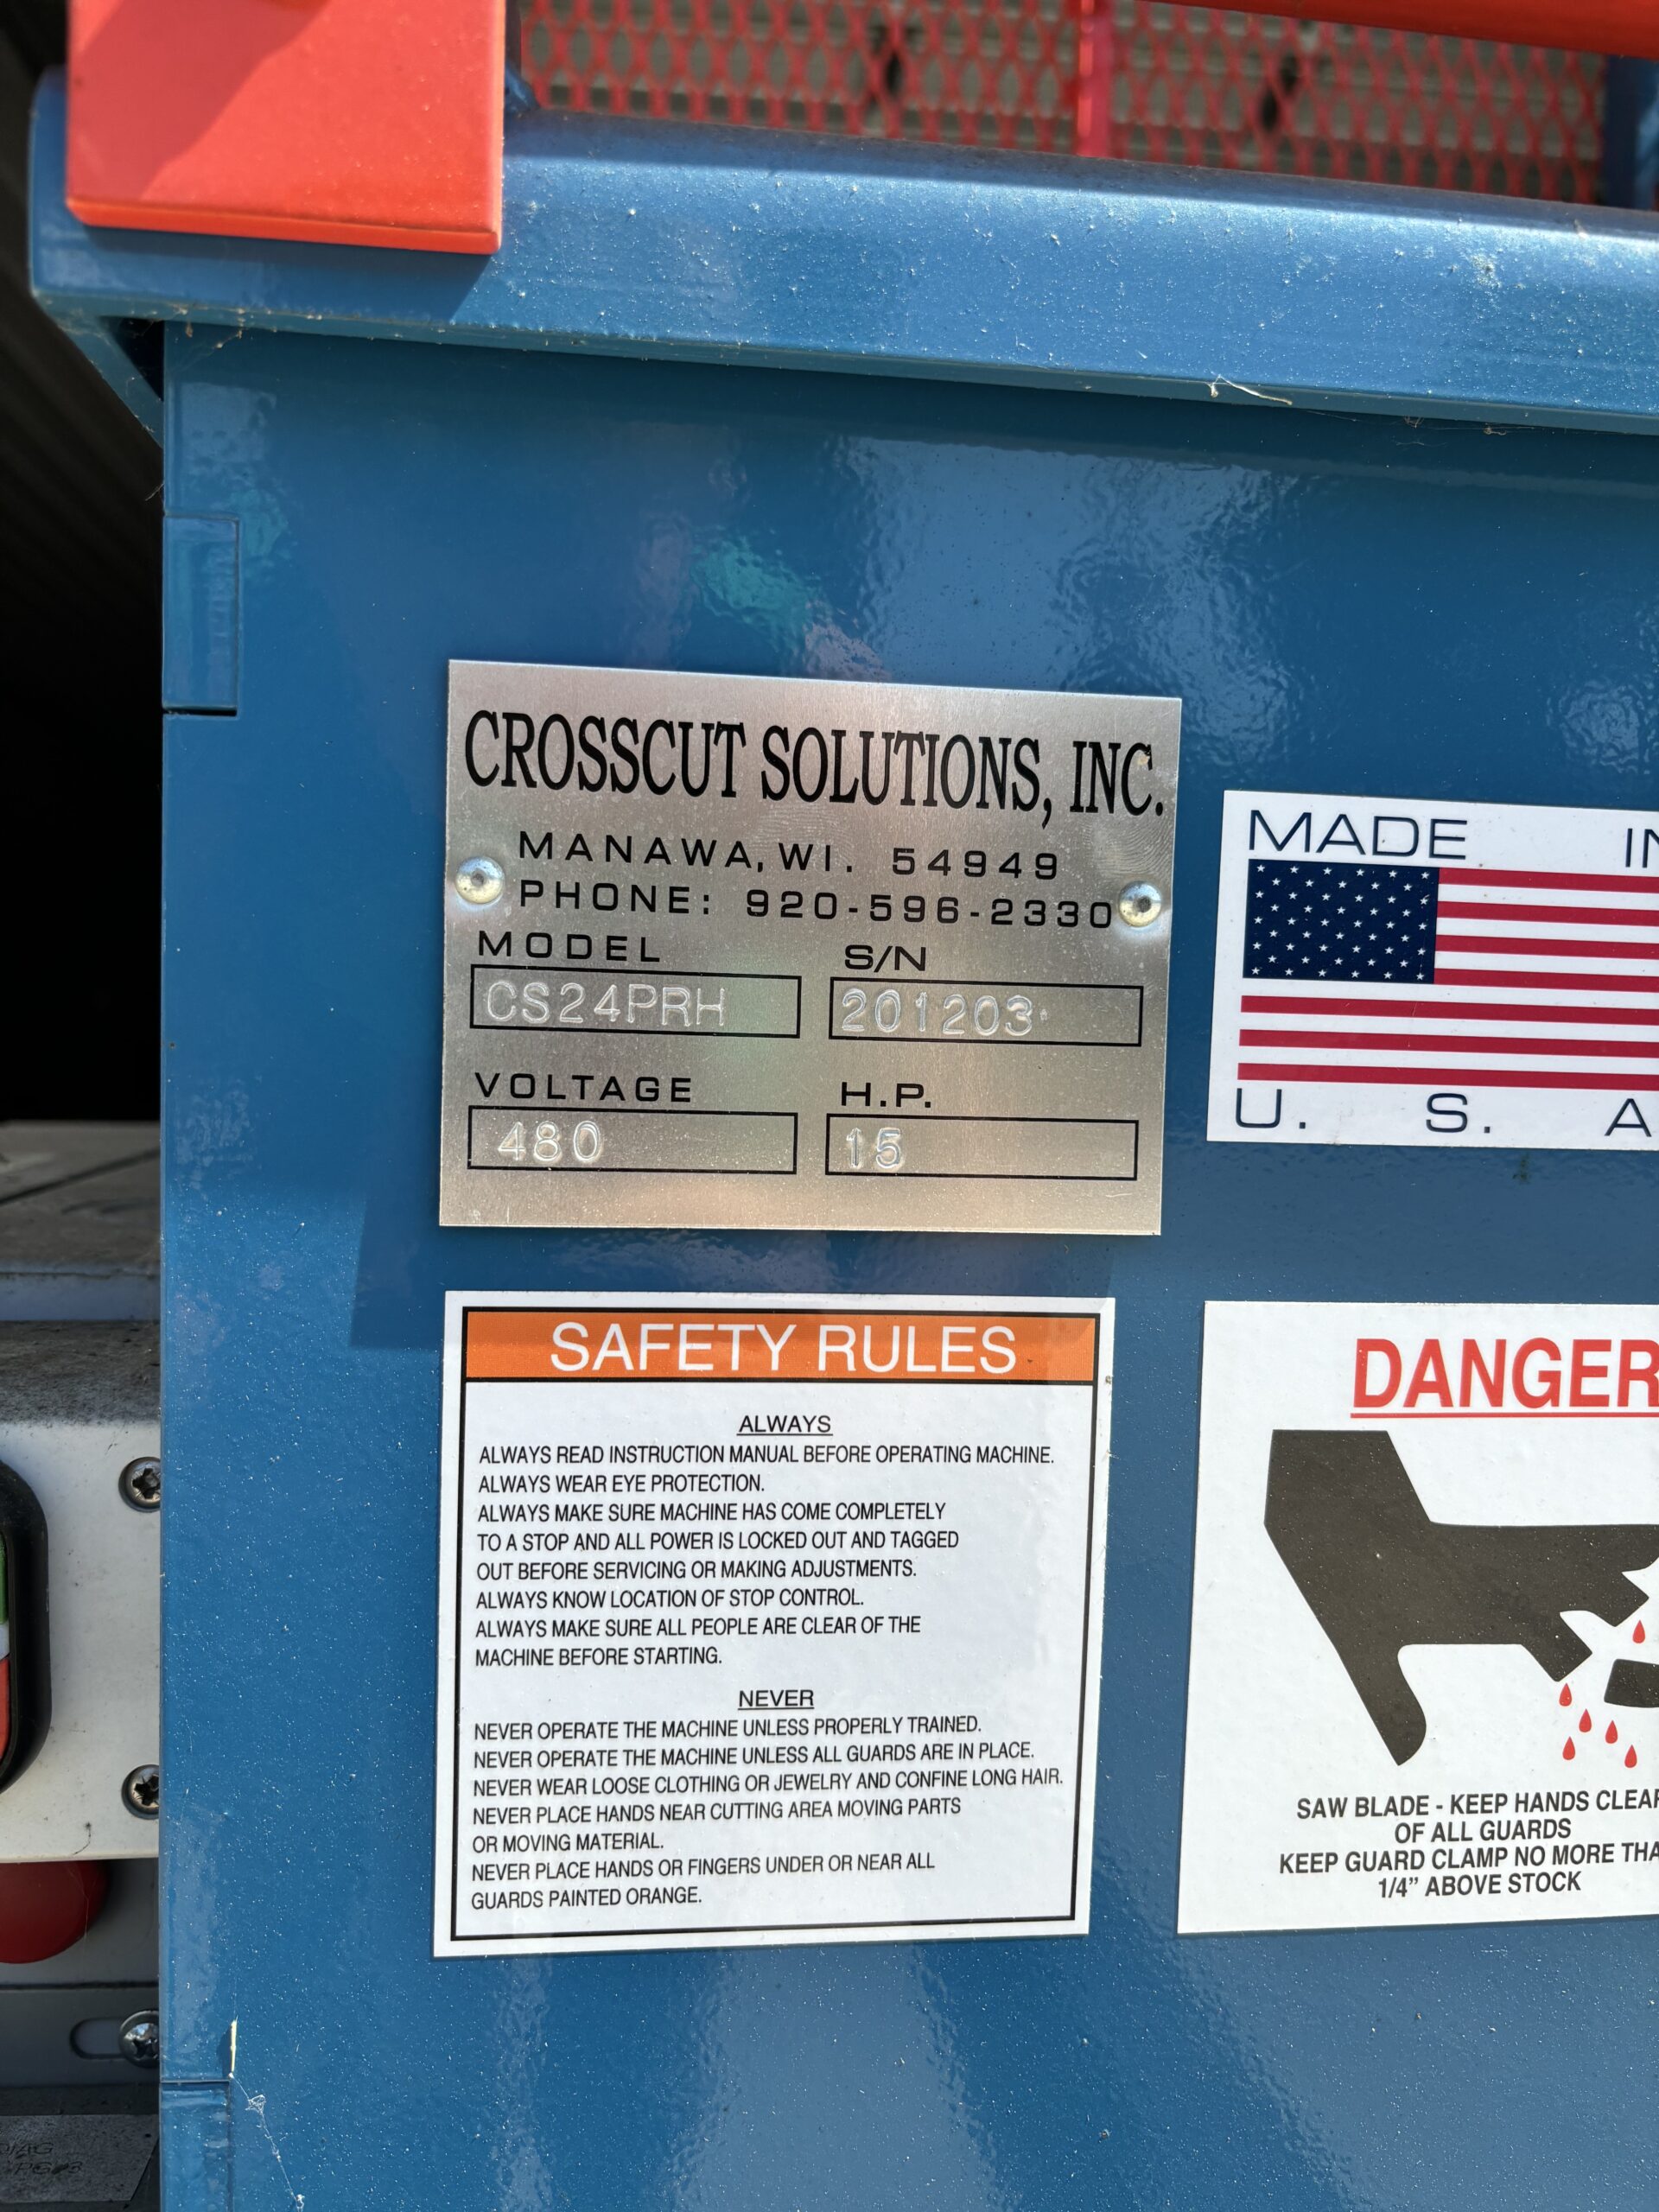 CROSSCUT SOLUTIONS, INC.
MANAWA, WI. 54949
PHONE: 920-596-2330
MODEL S/N
CS24PRH 201203
VOLTAGE H.P.
480 15
MADE
U. S. A
SAFETY RULES
ALWAYS
ALWAYS READ INSTRUCTION MANUAL BEFORE OPERATING MACHINE.
ALWAYS WEAR EYE PROTECTION.
ALWAYS MAKE SURE MACHINE HAS COME COMPLETELY
TO A STOP AND ALL POWER IS LOCKED OUT AND TAGGED
OUT BEFORE SERVICING OR MAKING ADJUSTMENTS.
ALWAYS KNOW LOCATION OF STOP CONTROL.
ALWAYS MAKE SURE ALL PEOPLE ARE CLEAR OF THE
MACHINE BEFORE STARTING.
NEVER
NEVER OPERATE THE MACHINE UNLESS PROPERLY TRAINED.
NEVER OPERATE THE MACHINE UNLESS ALL GUARDS ARE IN PLACE.
NEVER WEAR LOOSE CLOTHING OR JEWELRY AND CONFINE LONG HAIR.
NEVER PLACE HANDS NEAR CUTTING AREA MOVING PARTS
OR MOVING MATERIAL.
NEVER PLACE HANDS OR FINGERS UNDER OR NEAR ALL
GUARDS PAINTED ORANGE.
DANGER
SAW BLADE - KEEP HANDS CLEAR
OF ALL GUARDS
KEEP GUARD CLAMP NO MORE THA
1/4” ABOVE STOCK